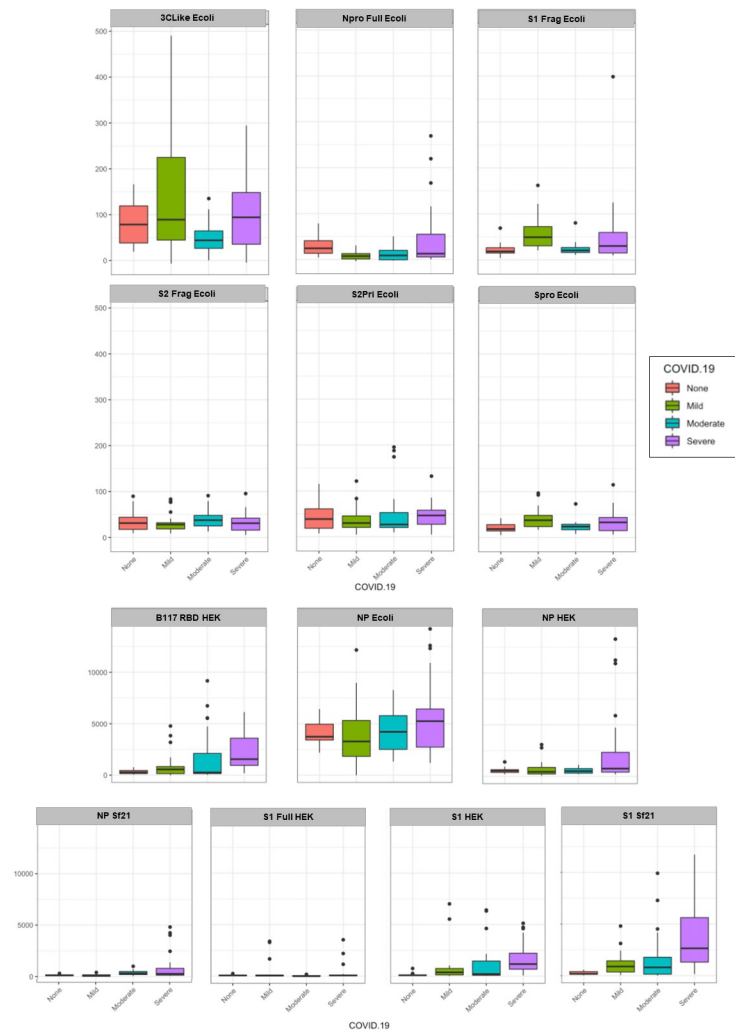 3CLike Ecoli
Npro Full Ecoli
S1 Frag Ecoli
500
400
300
200
100
0
S2 Frag Ecoli
S2Pri Ecoli
Spro Ecoli
500
400
300
200
100
0
None
Mild
Moderate
Severe
None
Mild
Moderate
Severe
None
Mild
Moderate
Severe
COVID.19
COVID.19
None
Mild
Moderate
Severe
B117 RBD HEK
NP Ecoli
NP HEK
10000
5000
0
NP Sf21
S1 Full HEK
S1 HEK
S1 Sf21
10000
5000
0
None
Mild
Moderate
Severe
None
Mild
Moderate
Severe
None
Mild
Moderate
Severe
None
Mild
Moderate
Severe
COVID.19